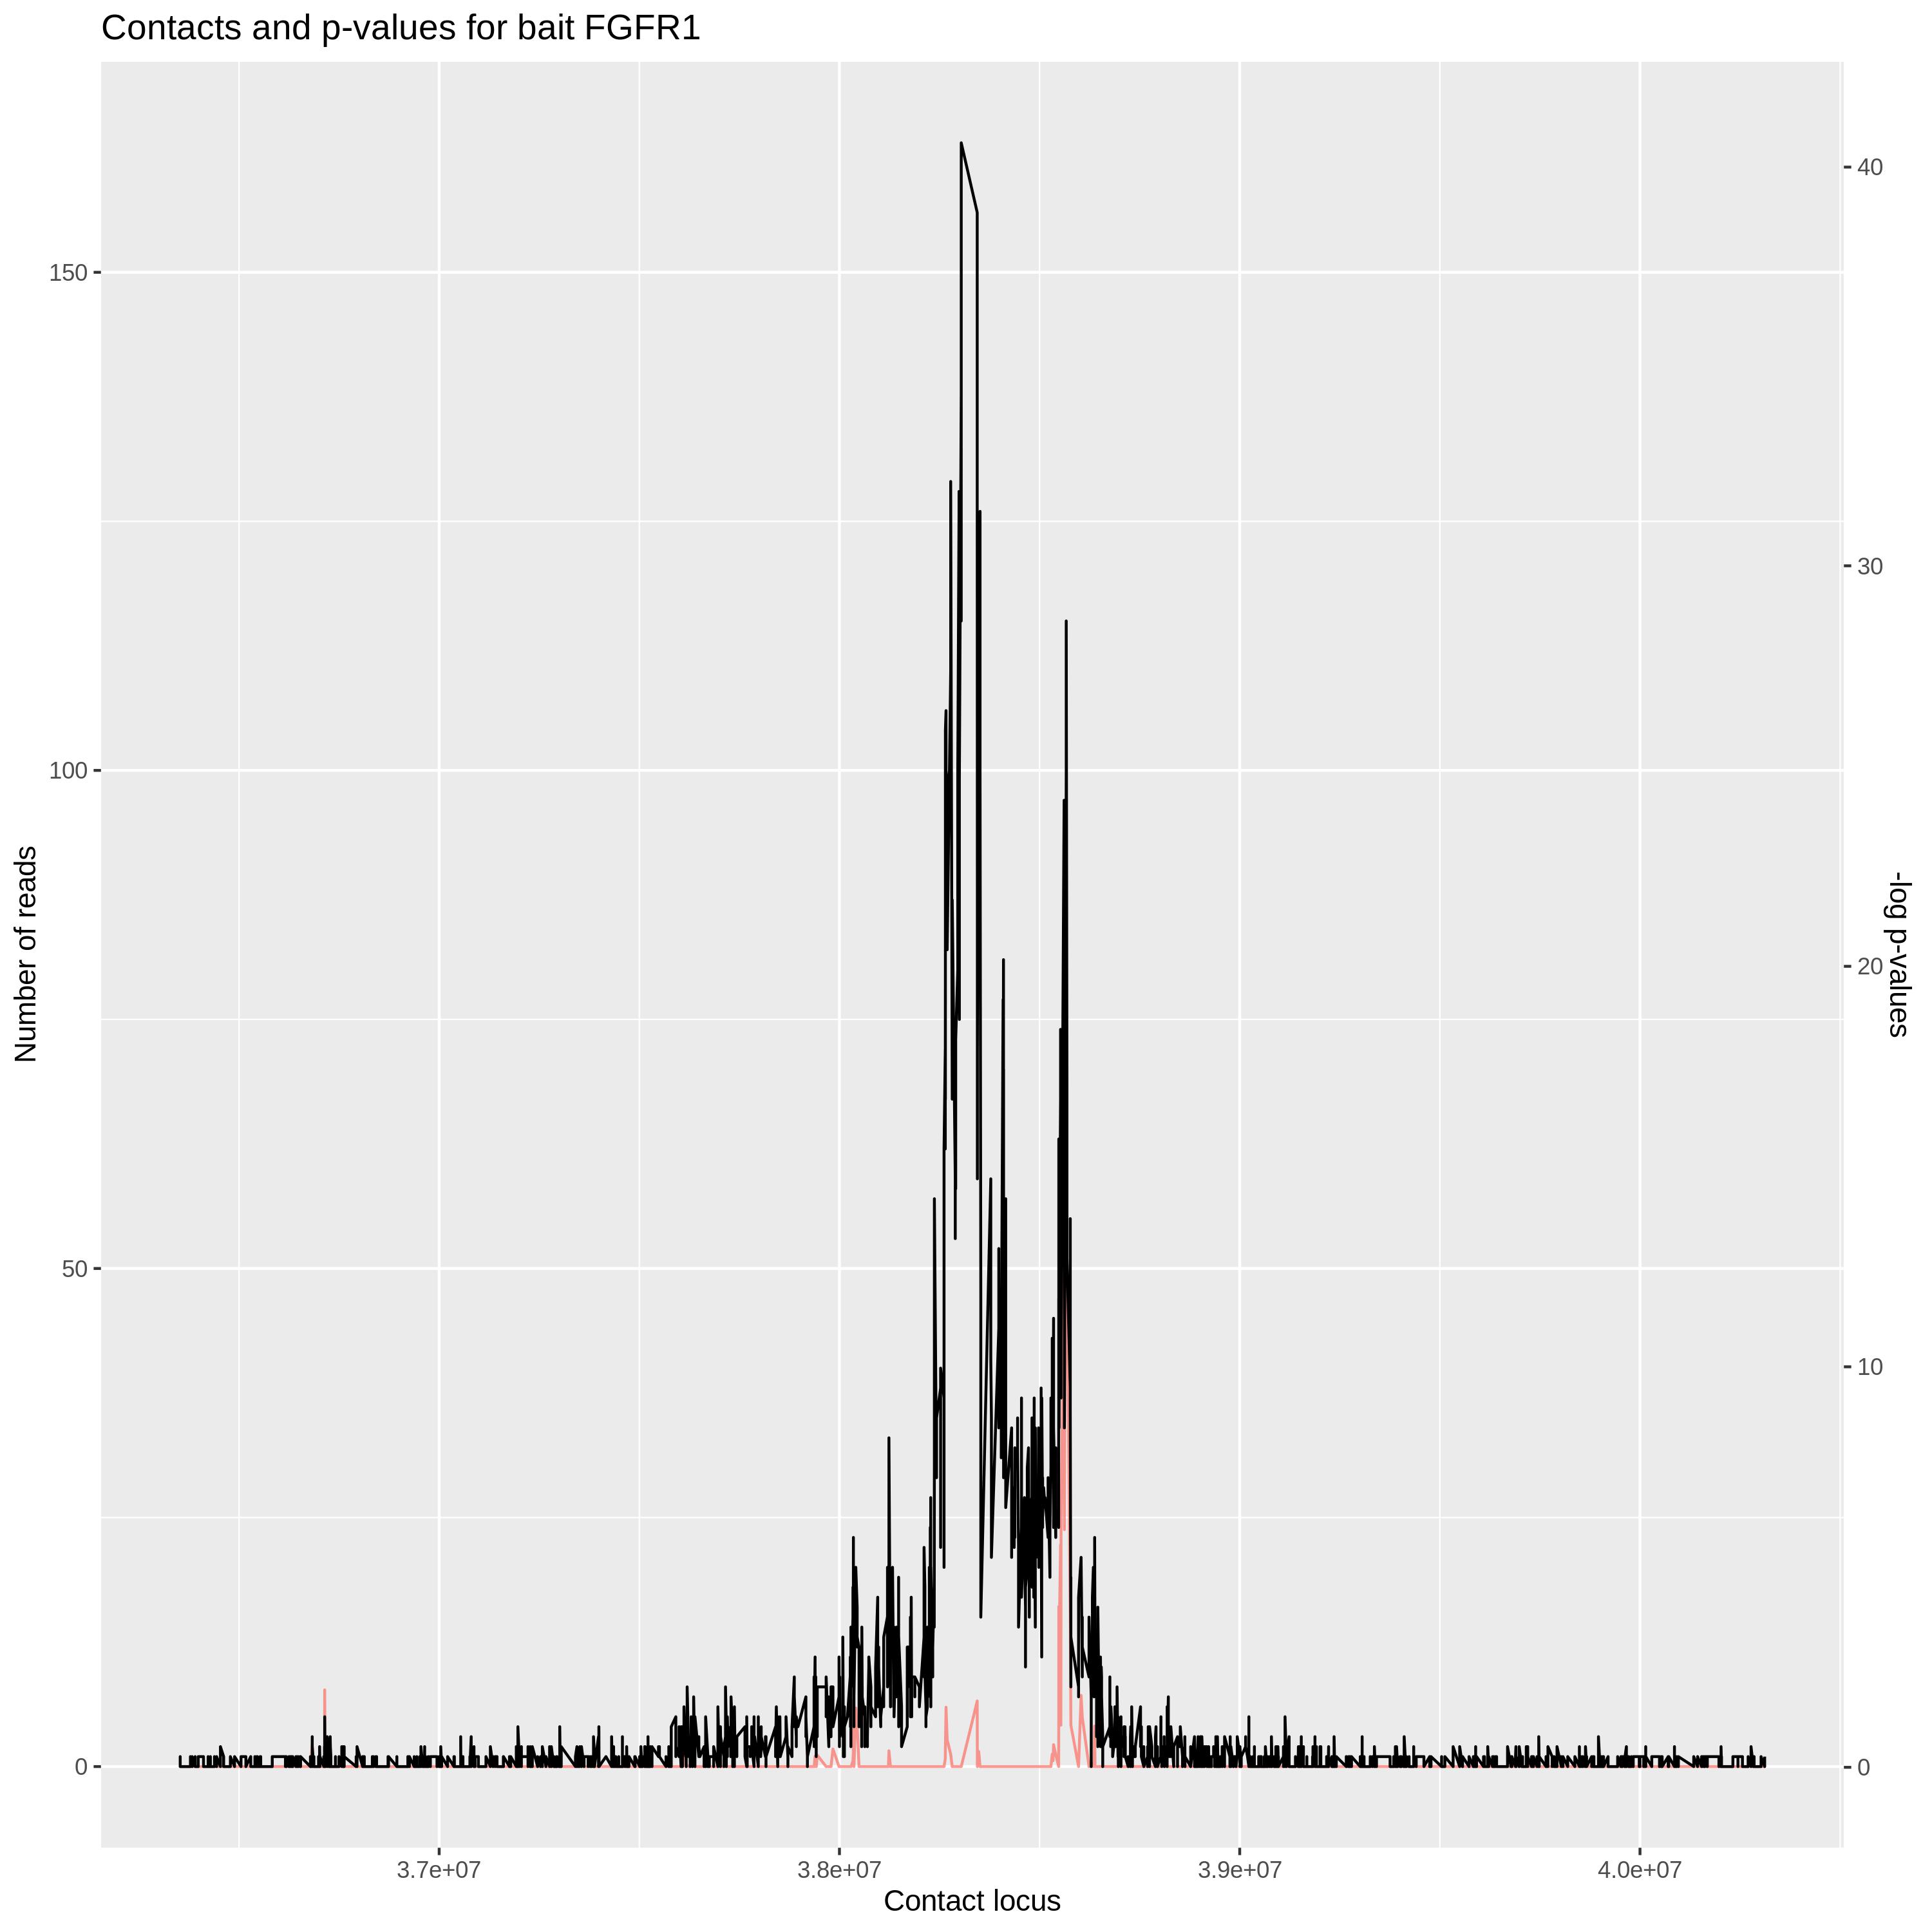 Contacts and p-values for bait FGFR1
150
100
50
0
Number of reads
40
30
20
10
0
-log p-values
3.7e+07
3.8e+07
3.9e+07
4.0e+07
Contact locus